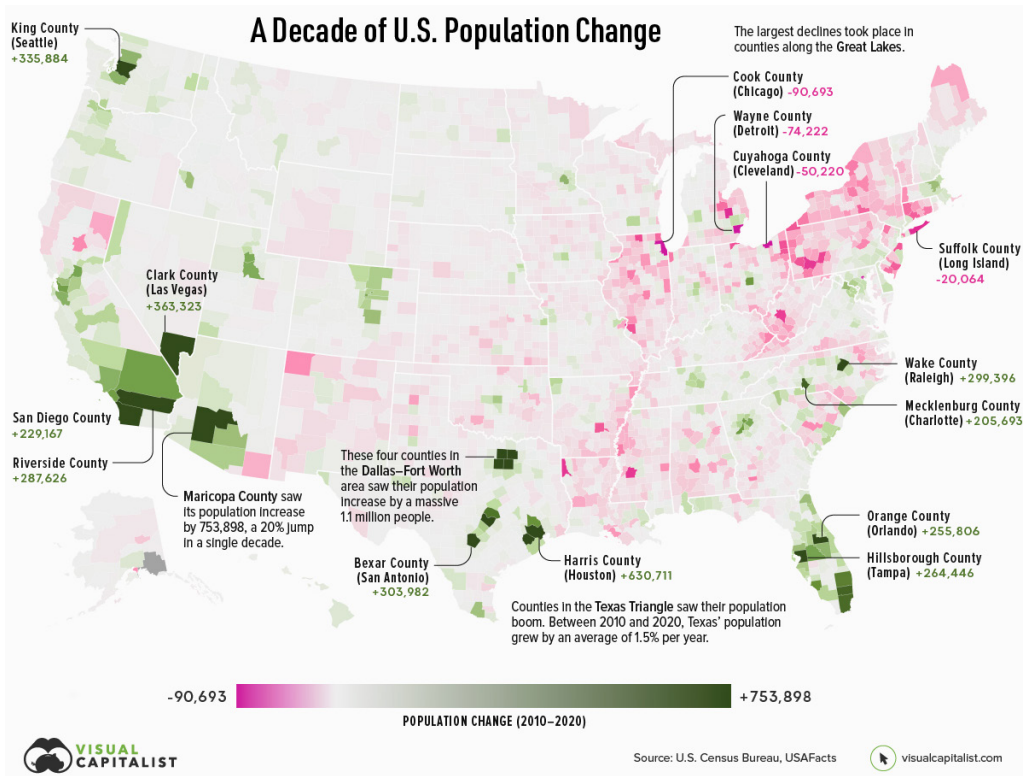 A Decade of U.S. Population Change
King County
(Seattle)
+335,884
The largest declines took place in
counties along the Great Lakes.
Cook County
(Chicago) -90,693
Wayne County
(Detroit) -74,222
Cuyahoga County
(Cleveland) -50,220
Suffolk County
(Long Island)
-20,064
Clark County
(Las Vegas)
+363,323
Wake County
(Raleigh) +299,396
Mecklenburg County
(Charlotte) +205,693
San Diego County
+229,167
Riverside County
+287,626
Maricopa County saw
its population increase
by 753,898, a 20% jump
in a single decade.
These four counties in
the Dallas–Fort Worth
area saw their population
increase by a massive
1.1 million people.
Bexar County
(San Antonio)
+303,982
Harris County
(Houston) +630,711
Orange County
(Orlando) +255,806
Hillsborough County
(Tampa) +264,446
Counties in the Texas Triangle saw their population
boom. Between 2010 and 2020, Texas' population
grew by an average of 1.5% per year.
-90,693
+753,898
POPULATION CHANGE (2010–2020)
VISUAL
CAPITALIST
Source: U.S. Census Bureau, USAFacts
visualcapitalist.com